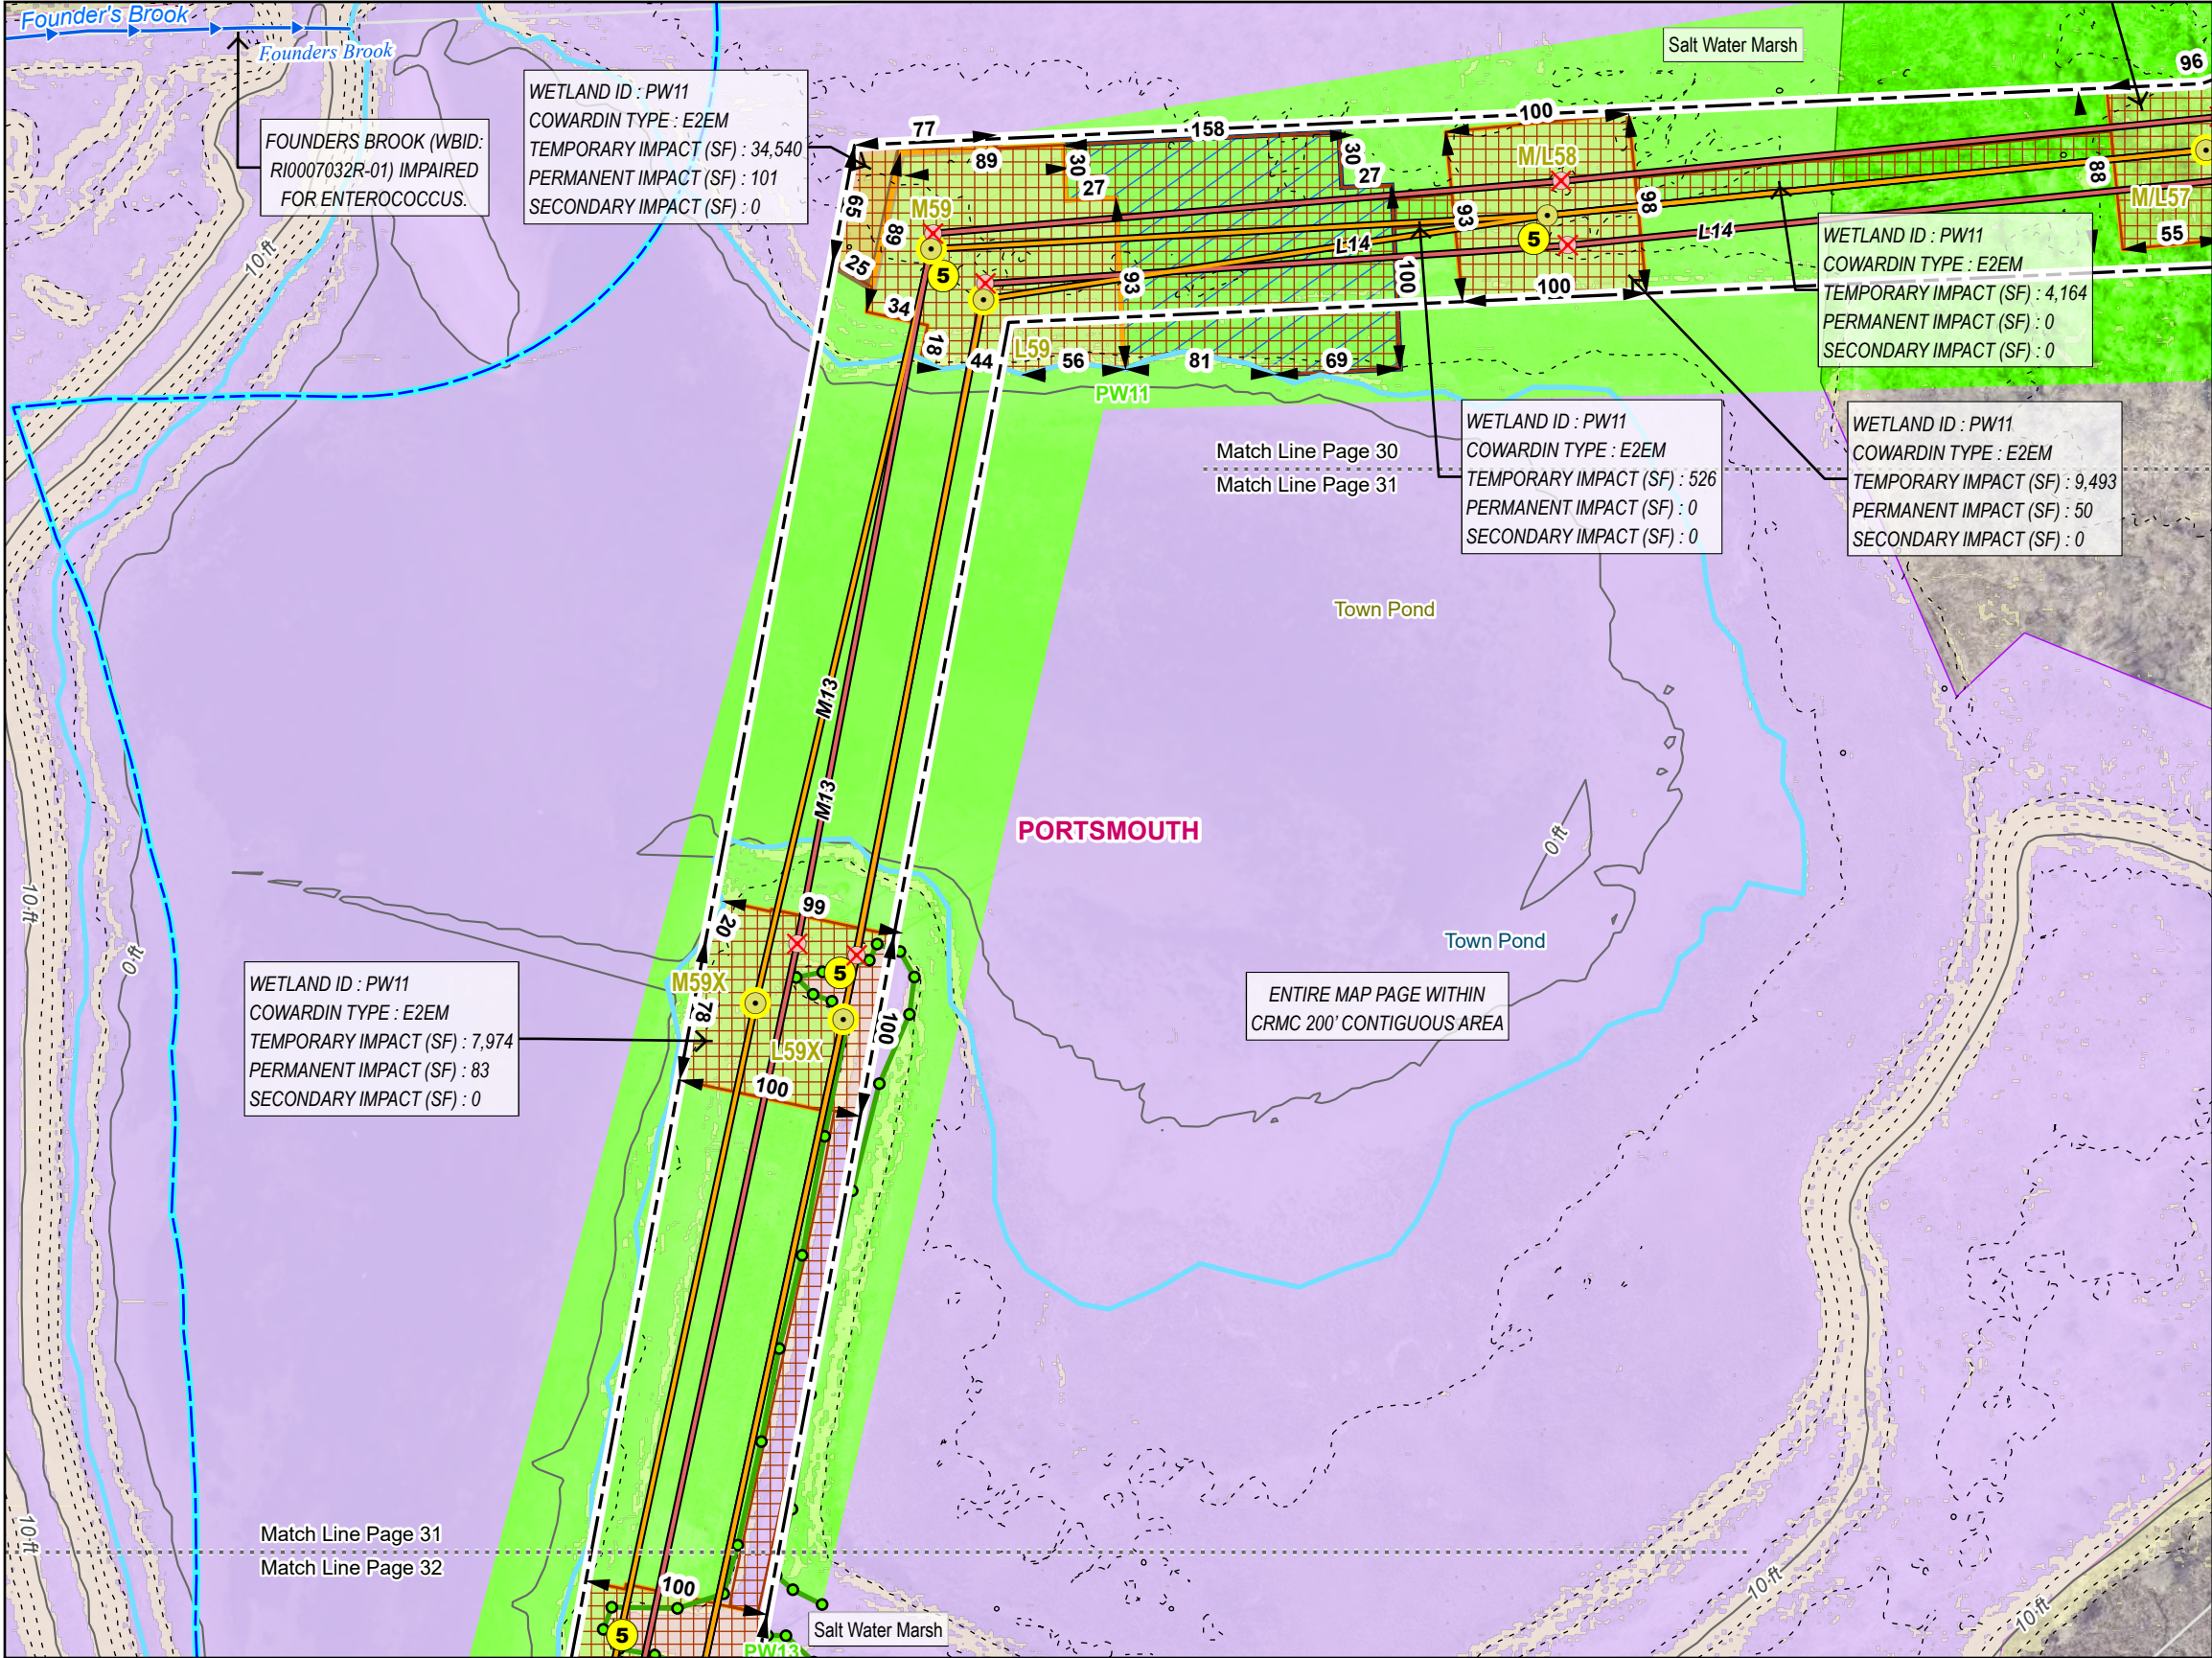 Founder's Brook
Founders Brook
FOUNDERS BROOK (WBID:
RI0007032R-01) IMPAIRED
FOR ENTEROCOCCUS.
WETLAND ID : PW11
COWARDIN TYPE : E2EM
TEMPORARY IMPACT (SF) : 34,540
PERMANENT IMPACT (SF) : 101
SECONDARY IMPACT (SF) : 0
Salt Water Marsh
96
77
158
100
89
30
30
27
27
M/L58
88
M/L57
55
65
M59
89
93
98
25
5
5
L14
L14
93
100
100
34
18
44
L59
56
81
69
PW11
WETLAND ID : PW11
COWARDIN TYPE : E2EM
TEMPORARY IMPACT (SF) : 4,164
PERMANENT IMPACT (SF) : 0
SECONDARY IMPACT (SF) : 0
10-ft
WETLAND ID : PW11
COWARDIN TYPE : E2EM
TEMPORARY IMPACT (SF) : 526
PERMANENT IMPACT (SF) : 0
SECONDARY IMPACT (SF) : 0
WETLAND ID : PW11
COWARDIN TYPE : E2EM
TEMPORARY IMPACT (SF) : 9,493
PERMANENT IMPACT (SF) : 50
SECONDARY IMPACT (SF) : 0
Match Line Page 30
Match Line Page 31
Town Pond
M13
M13
PORTSMOUTH
0-ft
10-ft
0-ft
99
20
Town Pond
M59X
5
78
L59X
100
100
ENTIRE MAP PAGE WITHIN
CRMC 200' CONTIGUOUS AREA
WETLAND ID : PW11
COWARDIN TYPE : E2EM
TEMPORARY IMPACT (SF) : 7,974
PERMANENT IMPACT (SF) : 83
SECONDARY IMPACT (SF) : 0
10-ft
Match Line Page 31
Match Line Page 32
100
5
Salt Water Marsh
PW13
10-ft
10-ft